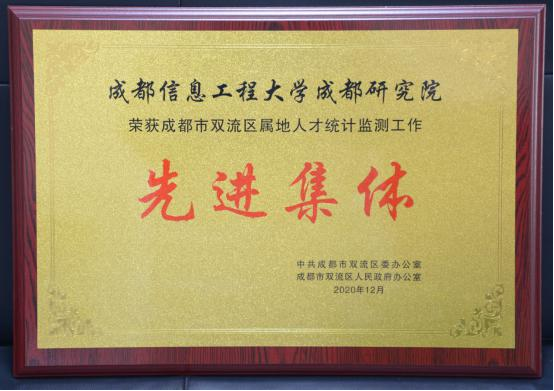 成都信息工程大学成都研究院
荣获成都市双流区属地人才统计监测工作
先进集体
中共成都市双流区委办公室
成都市双流区人民政府办公室
2020年12月